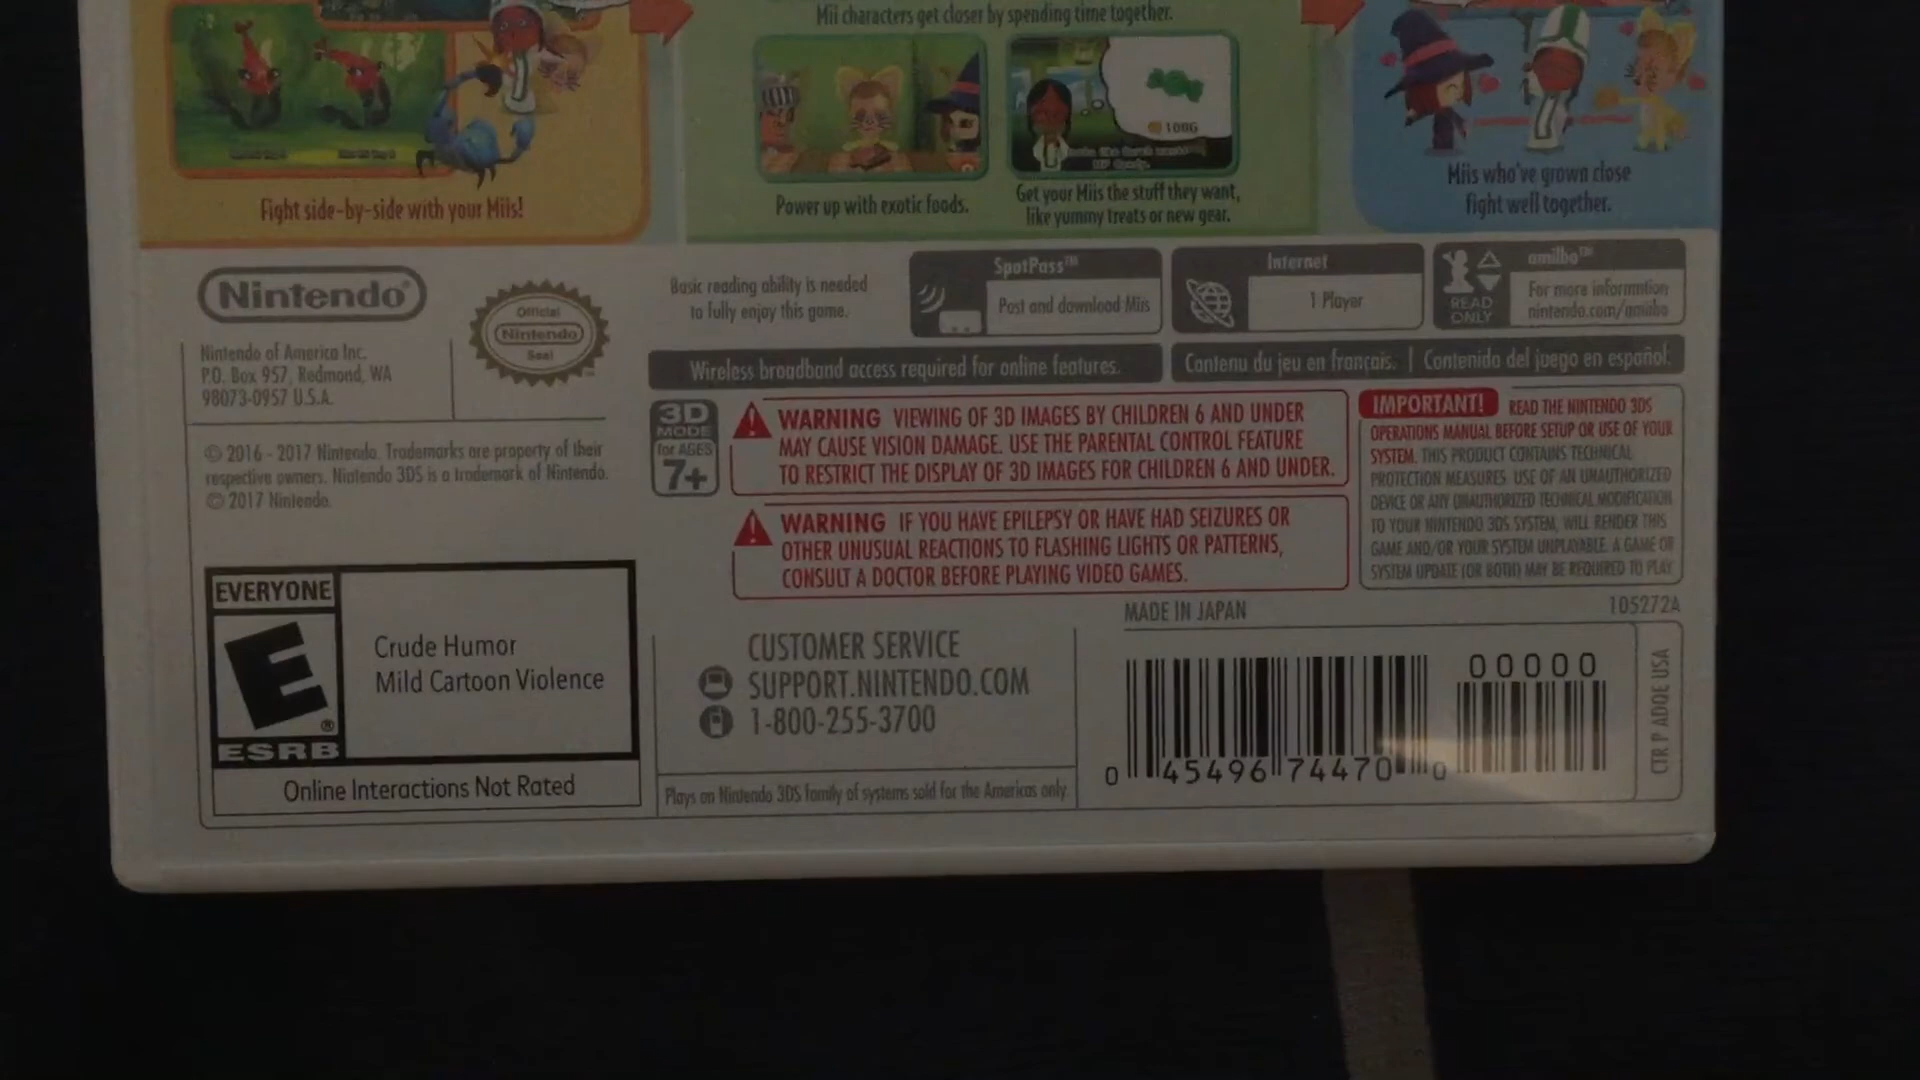 Mii characters get closer by spending time together.
100G
Fight side-by-side with your Miis!
Power up with exotic foods.
Get your Miis the stuff they want,
like yummy treats or new gear.
Miis who've grown close
fight well together.
Nintendo®
Official
Nintendo
Seal
Nintendo of America Inc.
P.O. Box 957, Redmond, WA
98073-0957 U.S.A.
Basic reading ability is needed
to fully enjoy this game.
SpotPass™
Post and download Miis
Internet
1 Player
amiibo™
READ
ONLY
For more information
nintendo.com/amiibo
Wireless broadband access required for online features.
Contenu du jeu en français. | Contenido del juego en español.
© 2016 - 2017 Nintendo. Trademarks are property of their
respective owners. Nintendo 3DS is a trademark of Nintendo.
© 2017 Nintendo.
3D
MODE
for AGES
7+
WARNING VIEWING OF 3D IMAGES BY CHILDREN 6 AND UNDER
MAY CAUSE VISION DAMAGE. USE THE PARENTAL CONTROL FEATURE
TO RESTRICT THE DISPLAY OF 3D IMAGES FOR CHILDREN 6 AND UNDER.
WARNING IF YOU HAVE EPILEPSY OR HAVE HAD SEIZURES OR
OTHER UNUSUAL REACTIONS TO FLASHING LIGHTS OR PATTERNS,
CONSULT A DOCTOR BEFORE PLAYING VIDEO GAMES.
IMPORTANT! READ THE NINTENDO 3DS
OPERATIONS MANUAL BEFORE SETUP OR USE OF YOUR
SYSTEM. THIS PRODUCT CONTAINS TECHNICAL
PROTECTION MEASURES. USE OF AN UNAUTHORIZED
DEVICE OR ANY UNAUTHORIZED TECHNICAL MODIFICATION
TO YOUR NINTENDO 3DS SYSTEM, WILL RENDER THIS
GAME AND/OR YOUR SYSTEM UNPLAYABLE. A GAME OR
SYSTEM UPDATE (OR BOTH) MAY BE REQUIRED TO PLAY.
EVERYONE
E
®
ESRB
Crude Humor
Mild Cartoon Violence
Online Interactions Not Rated
CUSTOMER SERVICE
SUPPORT.NINTENDO.COM
1-800-255-3700
Plays on Nintendo 3DS family of systems sold for the Americas only.
MADE IN JAPAN
105272A
00000
0 45496 74470 0
CTR P ADQE USA